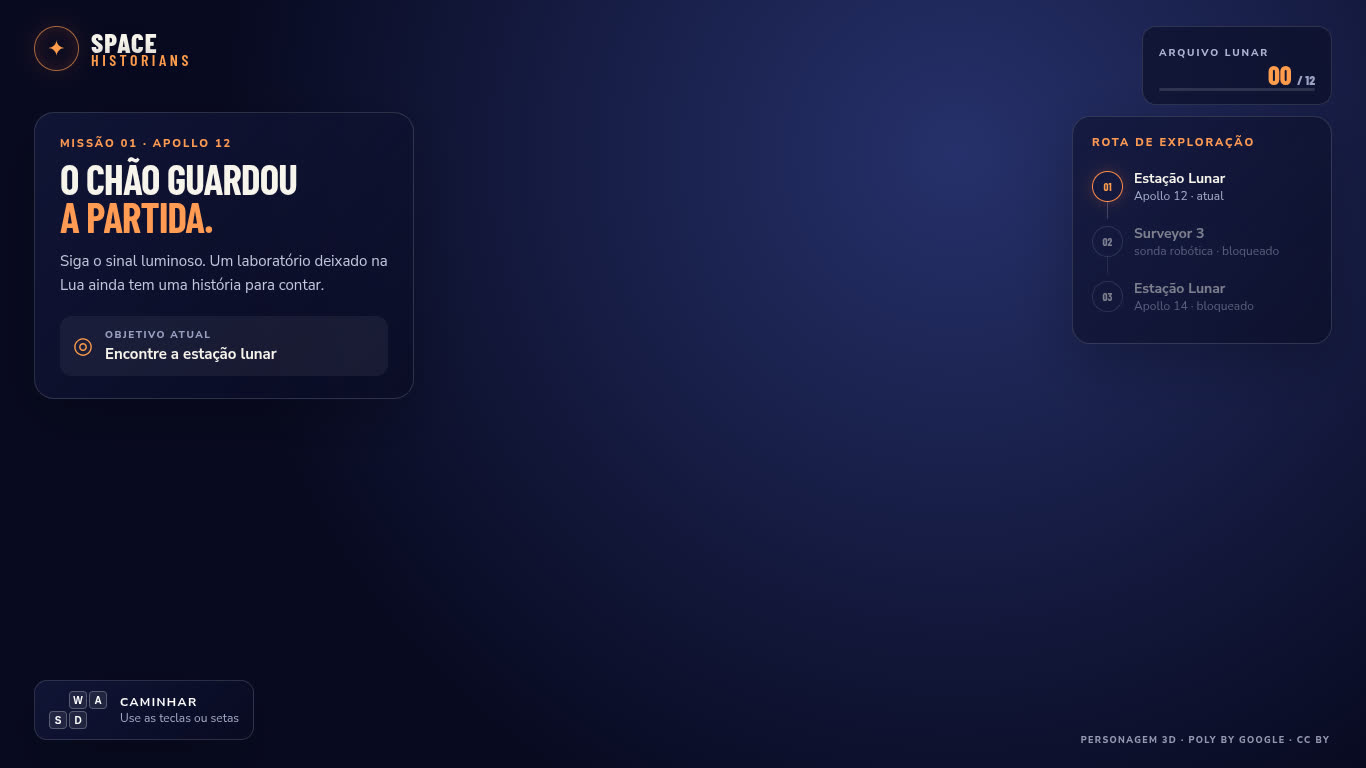 ✦
SPACE
HISTORIANS
ARQUIVO LUNAR
00 / 12
MISSÃO 01 · APOLLO 12
O CHÃO GUARDOU
A PARTIDA.
Siga o sinal luminoso. Um laboratório deixado na
Lua ainda tem uma história para contar.
◎
OBJETIVO ATUAL
Encontre a estação lunar
ROTA DE EXPLORAÇÃO
01
Estação Lunar
Apollo 12 · atual
02
Surveyor 3
sonda robótica · bloqueado
03
Estação Lunar
Apollo 14 · bloqueado
W A
S D
CAMINHAR
Use as teclas ou setas
PERSONAGEM 3D · POLY BY GOOGLE · CC BY